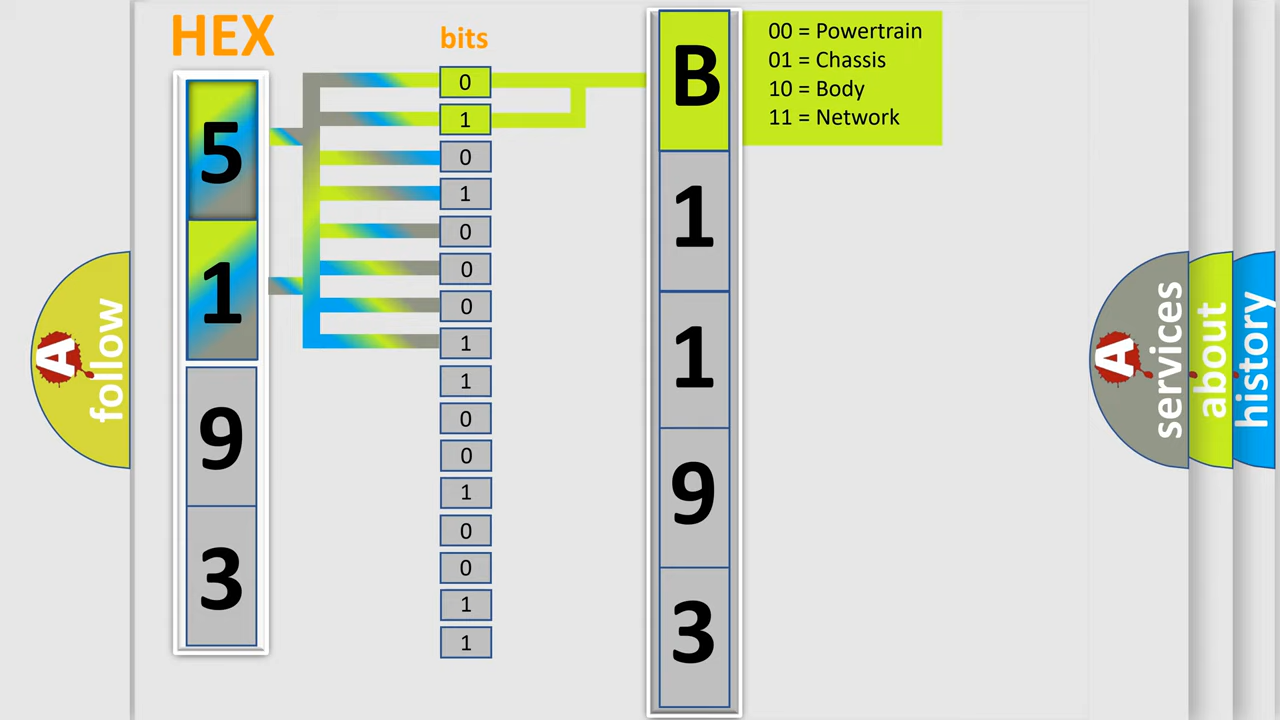 HEX
bits
5
1
9
3
0
1
0
1
0
0
0
1
1
0
0
1
0
0
1
1
B
1
1
9
3
00 = Powertrain
01 = Chassis
10 = Body
11 = Network
A
follow
A
services
about
history